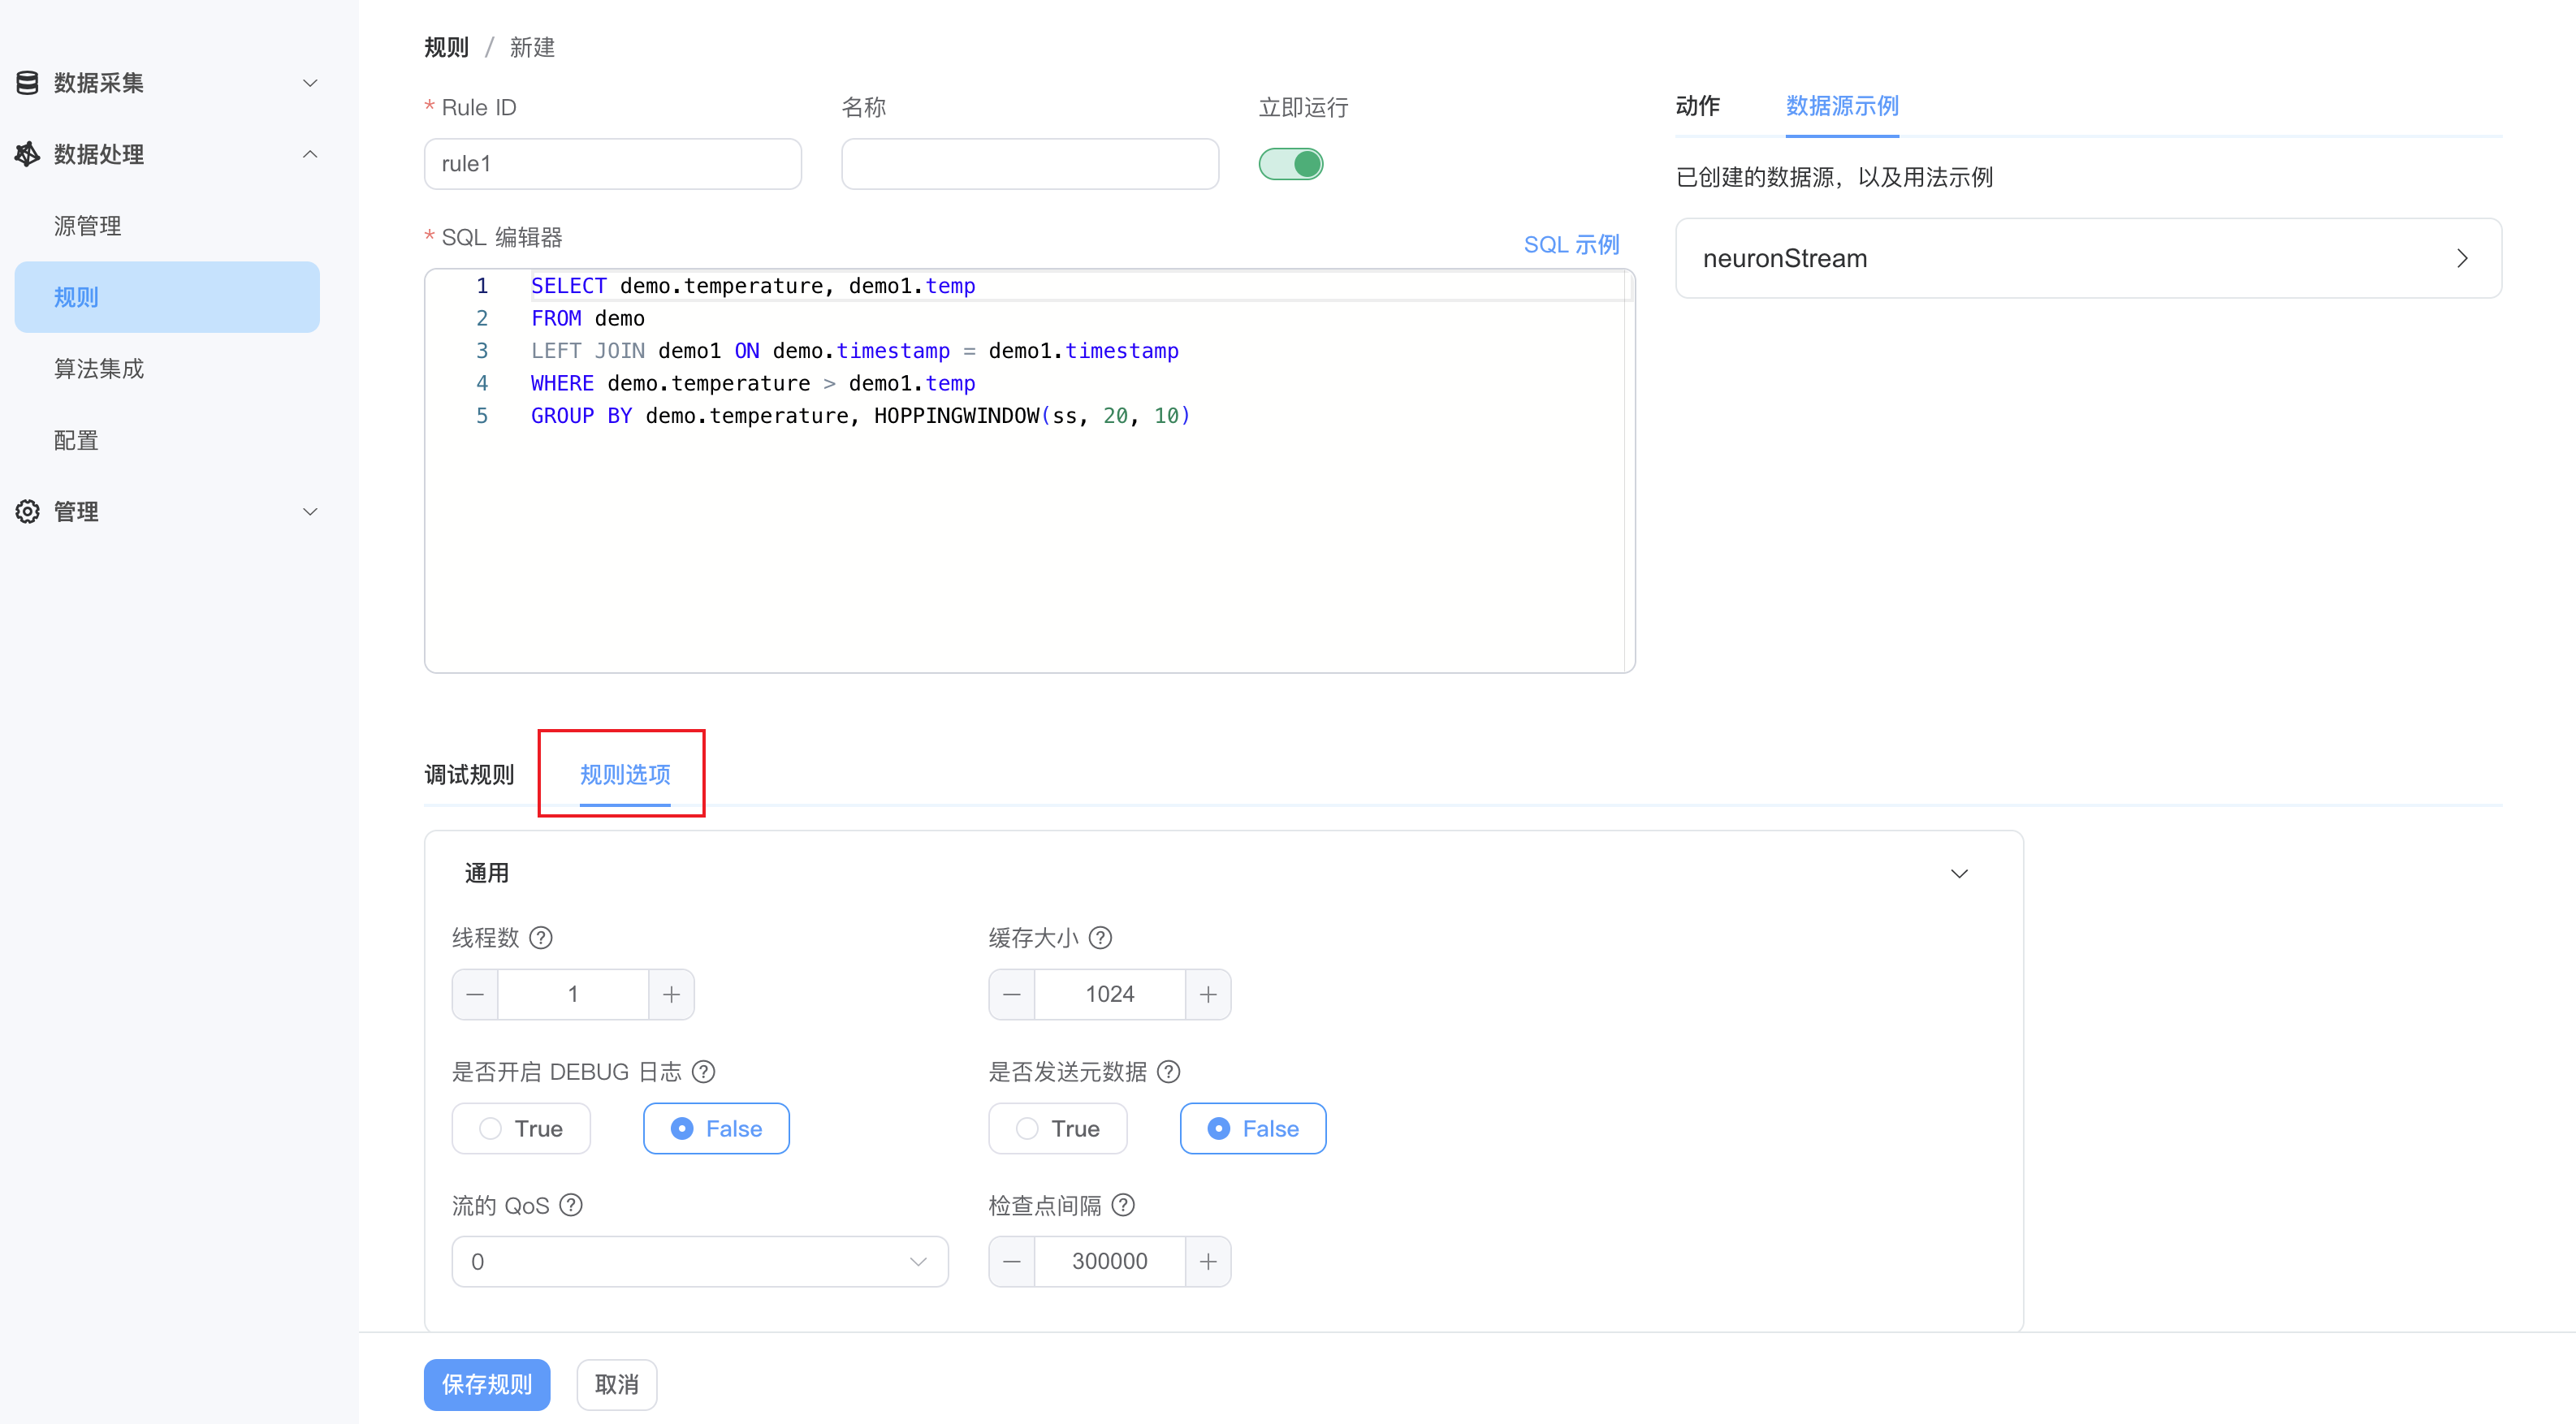 数据采集
数据处理
源管理
规则
算法集成
配置
管理
规则 / 新建
* Rule ID
rule1
名称
立即运行
* SQL 编辑器
SQL 示例
1 SELECT demo.temperature, demo1.temp
2 FROM demo
3 LEFT JOIN demo1 ON demo.timestamp = demo1.timestamp
4 WHERE demo.temperature > demo1.temp
5 GROUP BY demo.temperature, HOPPINGWINDOW(ss, 20, 10)
动作 数据源示例
已创建的数据源，以及用法示例
neuronStream
调试规则 规则选项
通用
线程数 ?
1
缓存大小 ?
1024
是否开启 DEBUG 日志 ?
True False
是否发送元数据 ?
True False
流的 QoS ?
0
检查点间隔 ?
300000
保存规则 取消